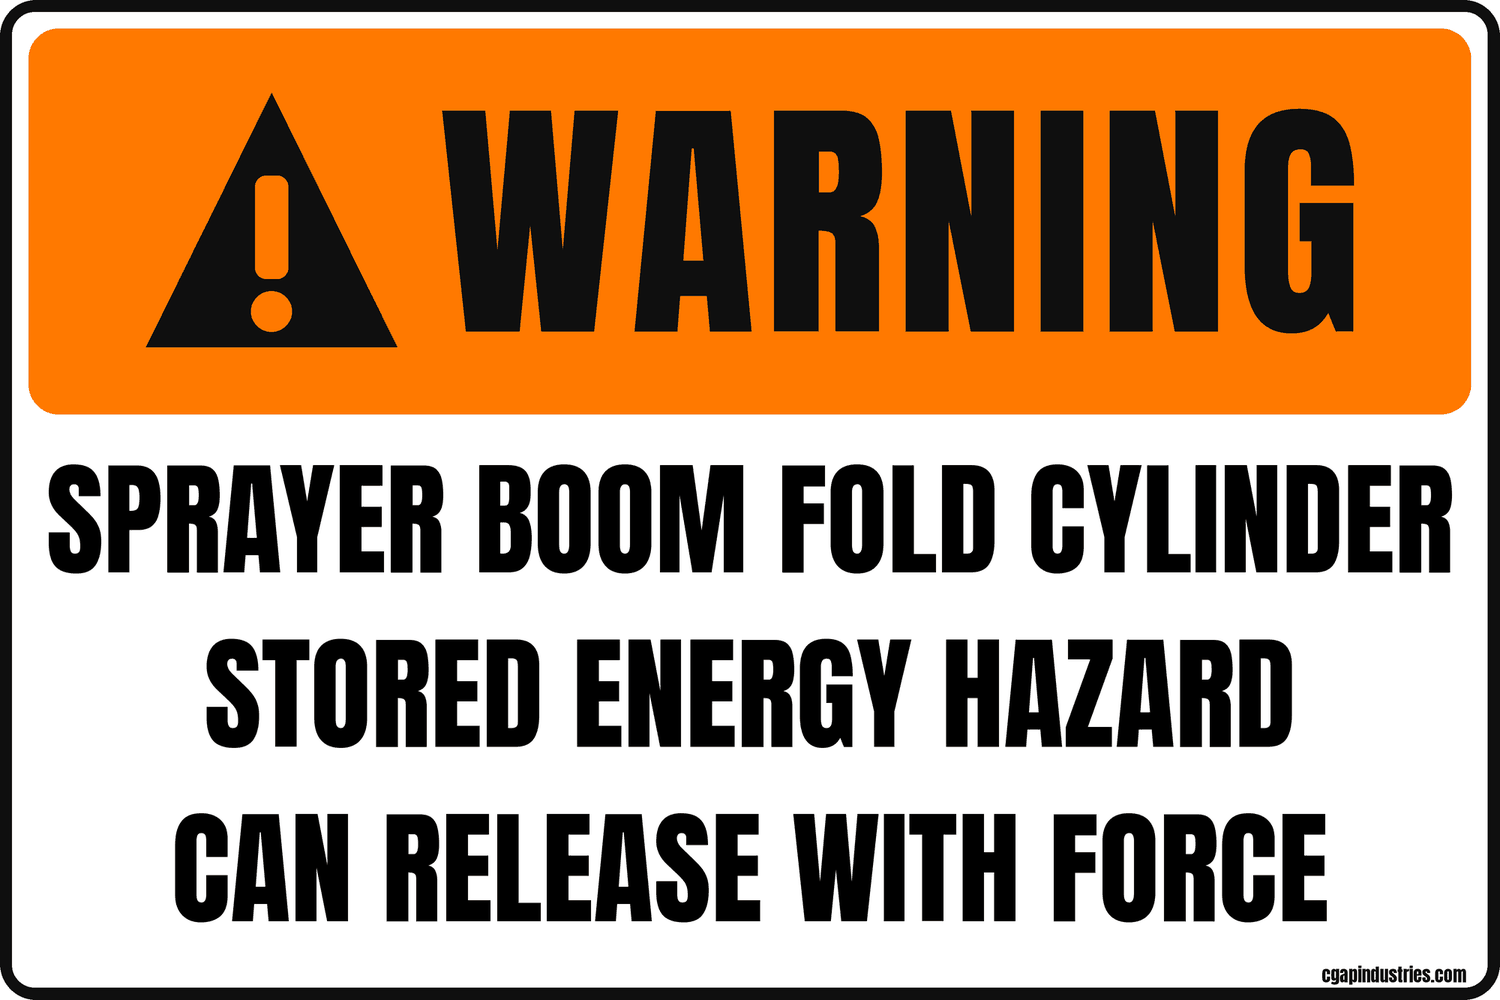 WARNING
SPRAYER BOOM FOLD CYLINDER
STORED ENERGY HAZARD
CAN RELEASE WITH FORCE
cgapindustries.com